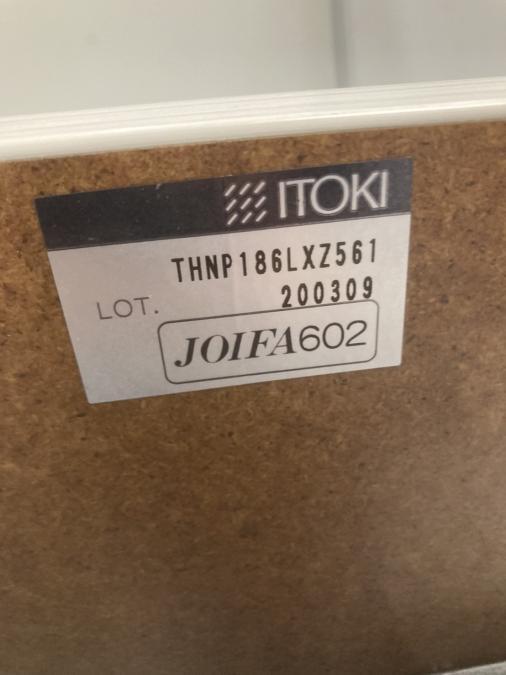 ITOKI
THNP186LXZ561
LOT. 200309
JOIFA602